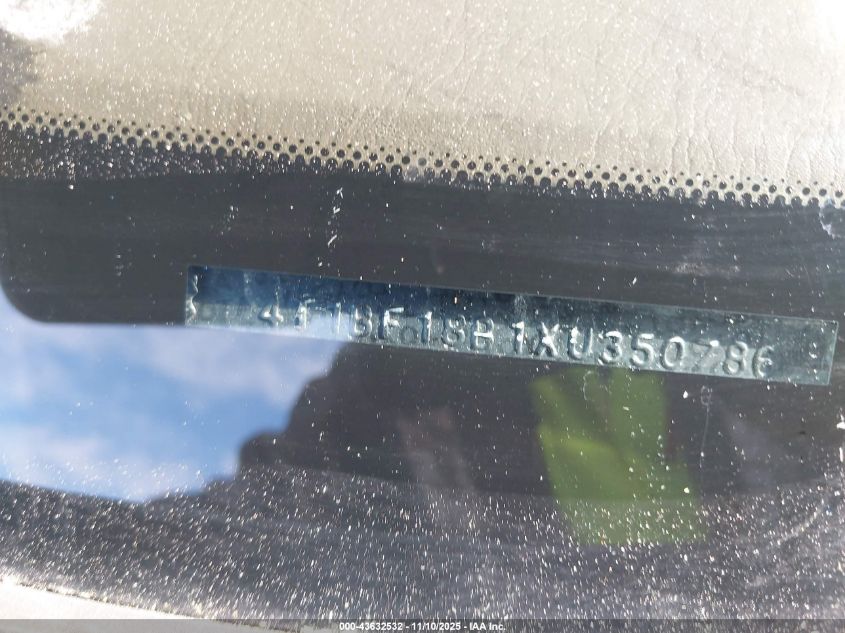 4T1BF18B1XU350786
000-43632532 - 11/10/2025 - IAA Inc.